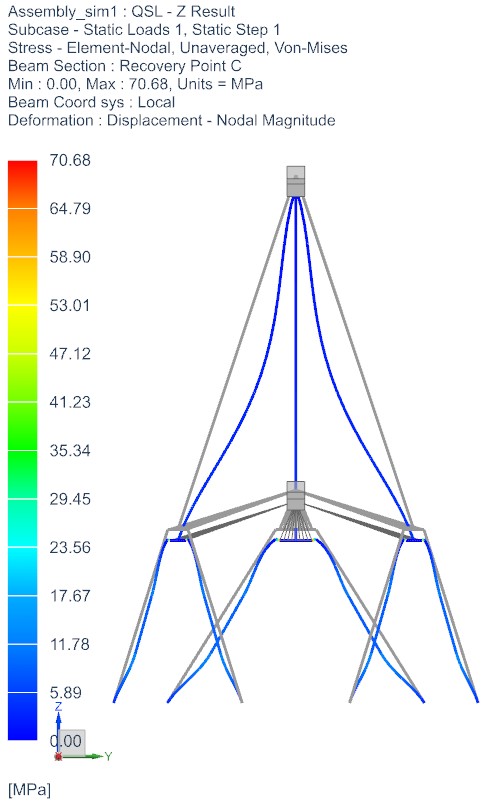 Assembly_sim1 : QSL - Z Result
Subcase - Static Loads 1, Static Step 1
Stress - Element-Nodal, Unaveraged, Von-Mises
Beam Section : Recovery Point C
Min : 0.00, Max : 70.68, Units = MPa
Beam Coord sys : Local
Deformation : Displacement - Nodal Magnitude
70.68
64.79
58.90
53.01
47.12
41.23
35.34
29.45
23.56
17.67
11.78
5.89
Z
0.00
Y
[MPa]